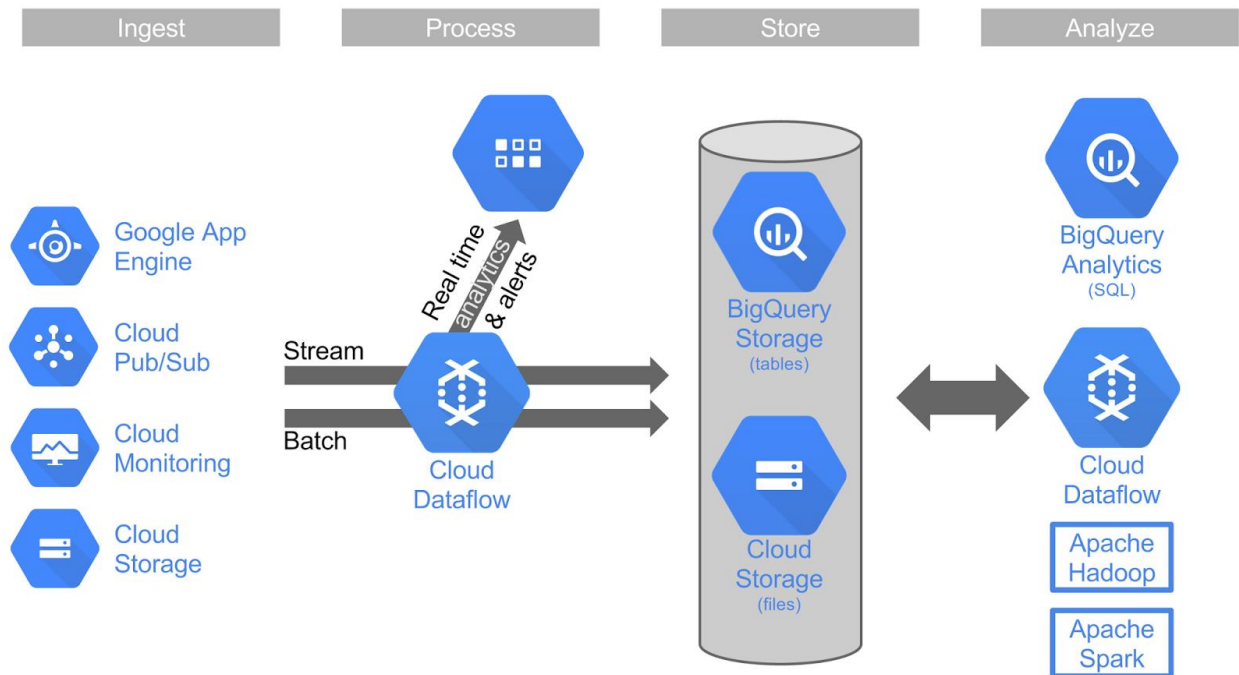 Ingest
Process
Store
Analyze
Google App
Engine
Cloud
Pub/Sub
Cloud
Monitoring
Cloud
Storage
Real time
analytics
& alerts
Stream
Batch
Cloud
Dataflow
BigQuery
Storage
(tables)
Cloud
Storage
(files)
BigQuery
Analytics
(SQL)
Cloud
Dataflow
Apache
Hadoop
Apache
Spark